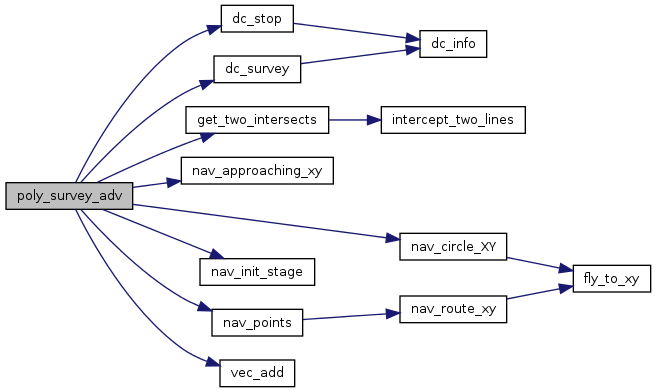 dc_stop
dc_info
dc_survey
get_two_intersects
intercept_two_lines
nav_approaching_xy
poly_survey_adv
nav_circle_XY
nav_init_stage
fly_to_xy
nav_route_xy
nav_points
vec_add